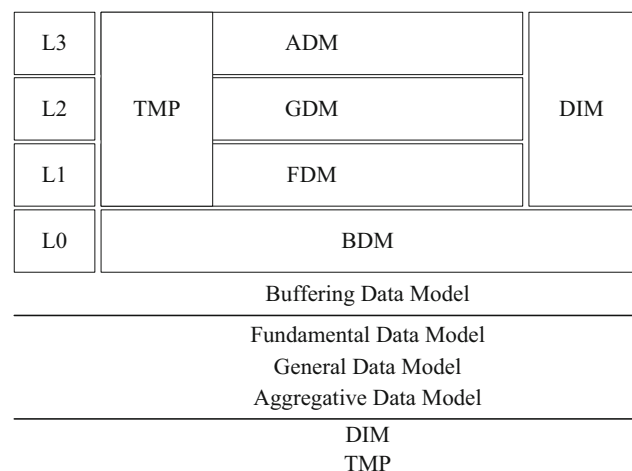 L3 ADM
L2 TMP GDM DIM
L1 FDM
L0 BDM
Buffering Data Model
Fundamental Data Model
General Data Model
Aggregative Data Model
DIM
TMP